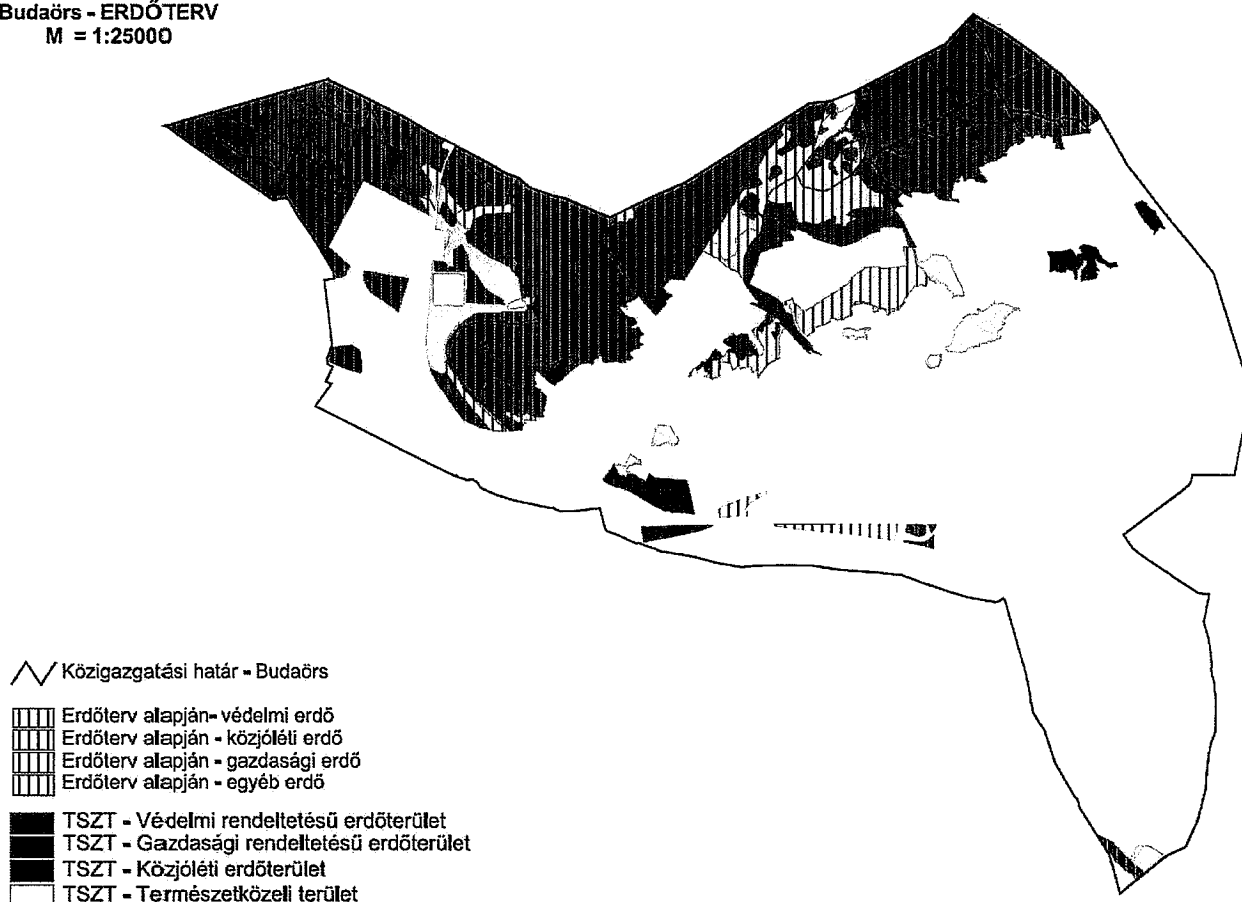 Budaörs - ERDŐTERV
M = 1:25000
Közigazgatási határ - Budaörs
Erdőterv alapján- védelmi erdő
Erdőterv alapján - közjóléti erdő
Erdőterv alapján - gazdasági erdő
Erdőterv alapján - egyéb erdő
TSZT - Védelmi rendeltetésű erdőterület
TSZT - Gazdasági rendeltetésű erdőterület
TSZT - Közjóléti erdőterület
TSZT - Természetközeli terület